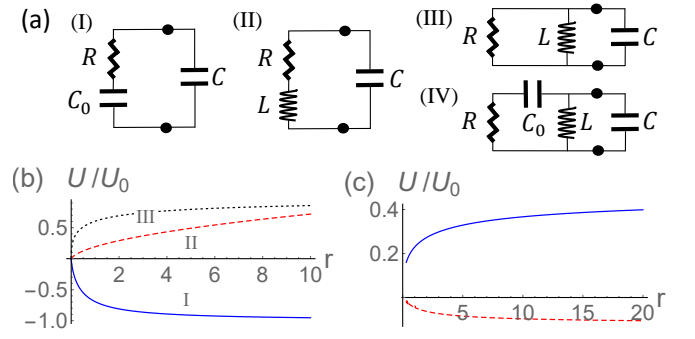 (a) (I) (II) (III)
R C₀ C
R L C
R L C
(IV)
R C₀ L C
(b) U/U₀
0.5
III
II
2 4 6 8 10 r
-0.5
I
-1.0
(c) U/U₀
0.4
0.2
5 10 15 20 r